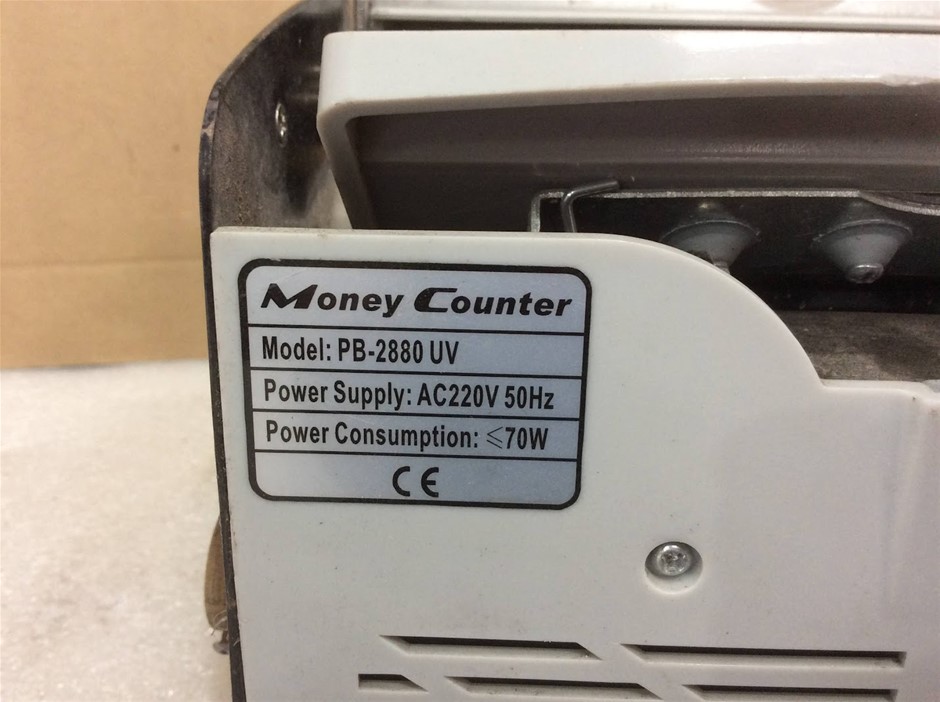 Money Counter
Model: PB-2880 UV
Power Supply: AC220V 50Hz
Power Consumption: ≤70W
CE